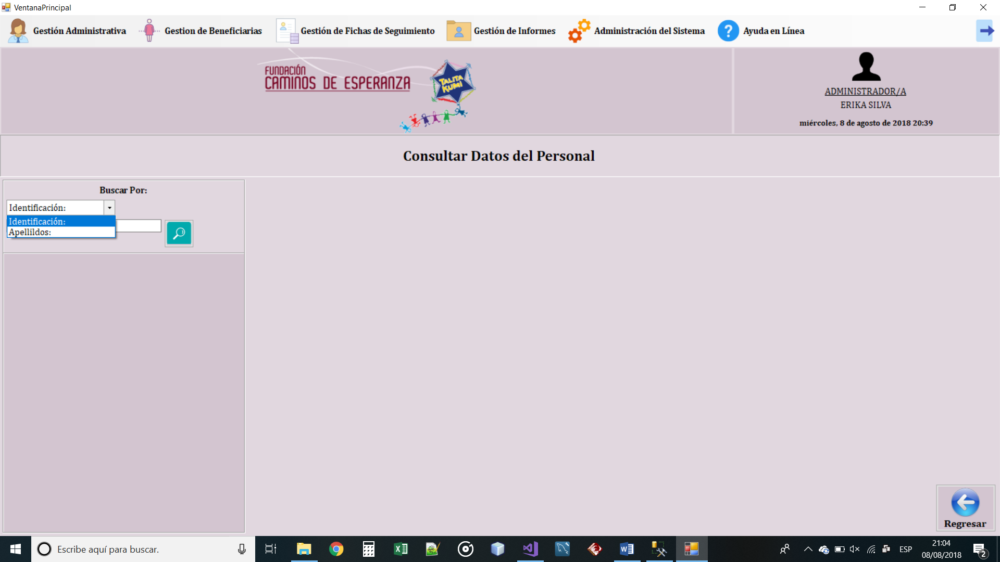 VentanaPrincipal
Gestión Administrativa
Gestion de Beneficiarias
Gestión de Fichas de Seguimiento
Gestión de Informes
Administración del Sistema
Ayuda en Línea
FUNDACIÓN
CAMINOS DE ESPERANZA
TALITA
KUMI
ADMINISTRADOR/A
ERIKA SILVA
miércoles, 8 de agosto de 2018 20:39
Consultar Datos del Personal
Buscar Por:
Identificación:
Identificación:
Apellildos:
Regresar
Escribe aquí para buscar.
ESP
21:04
08/08/2018
2